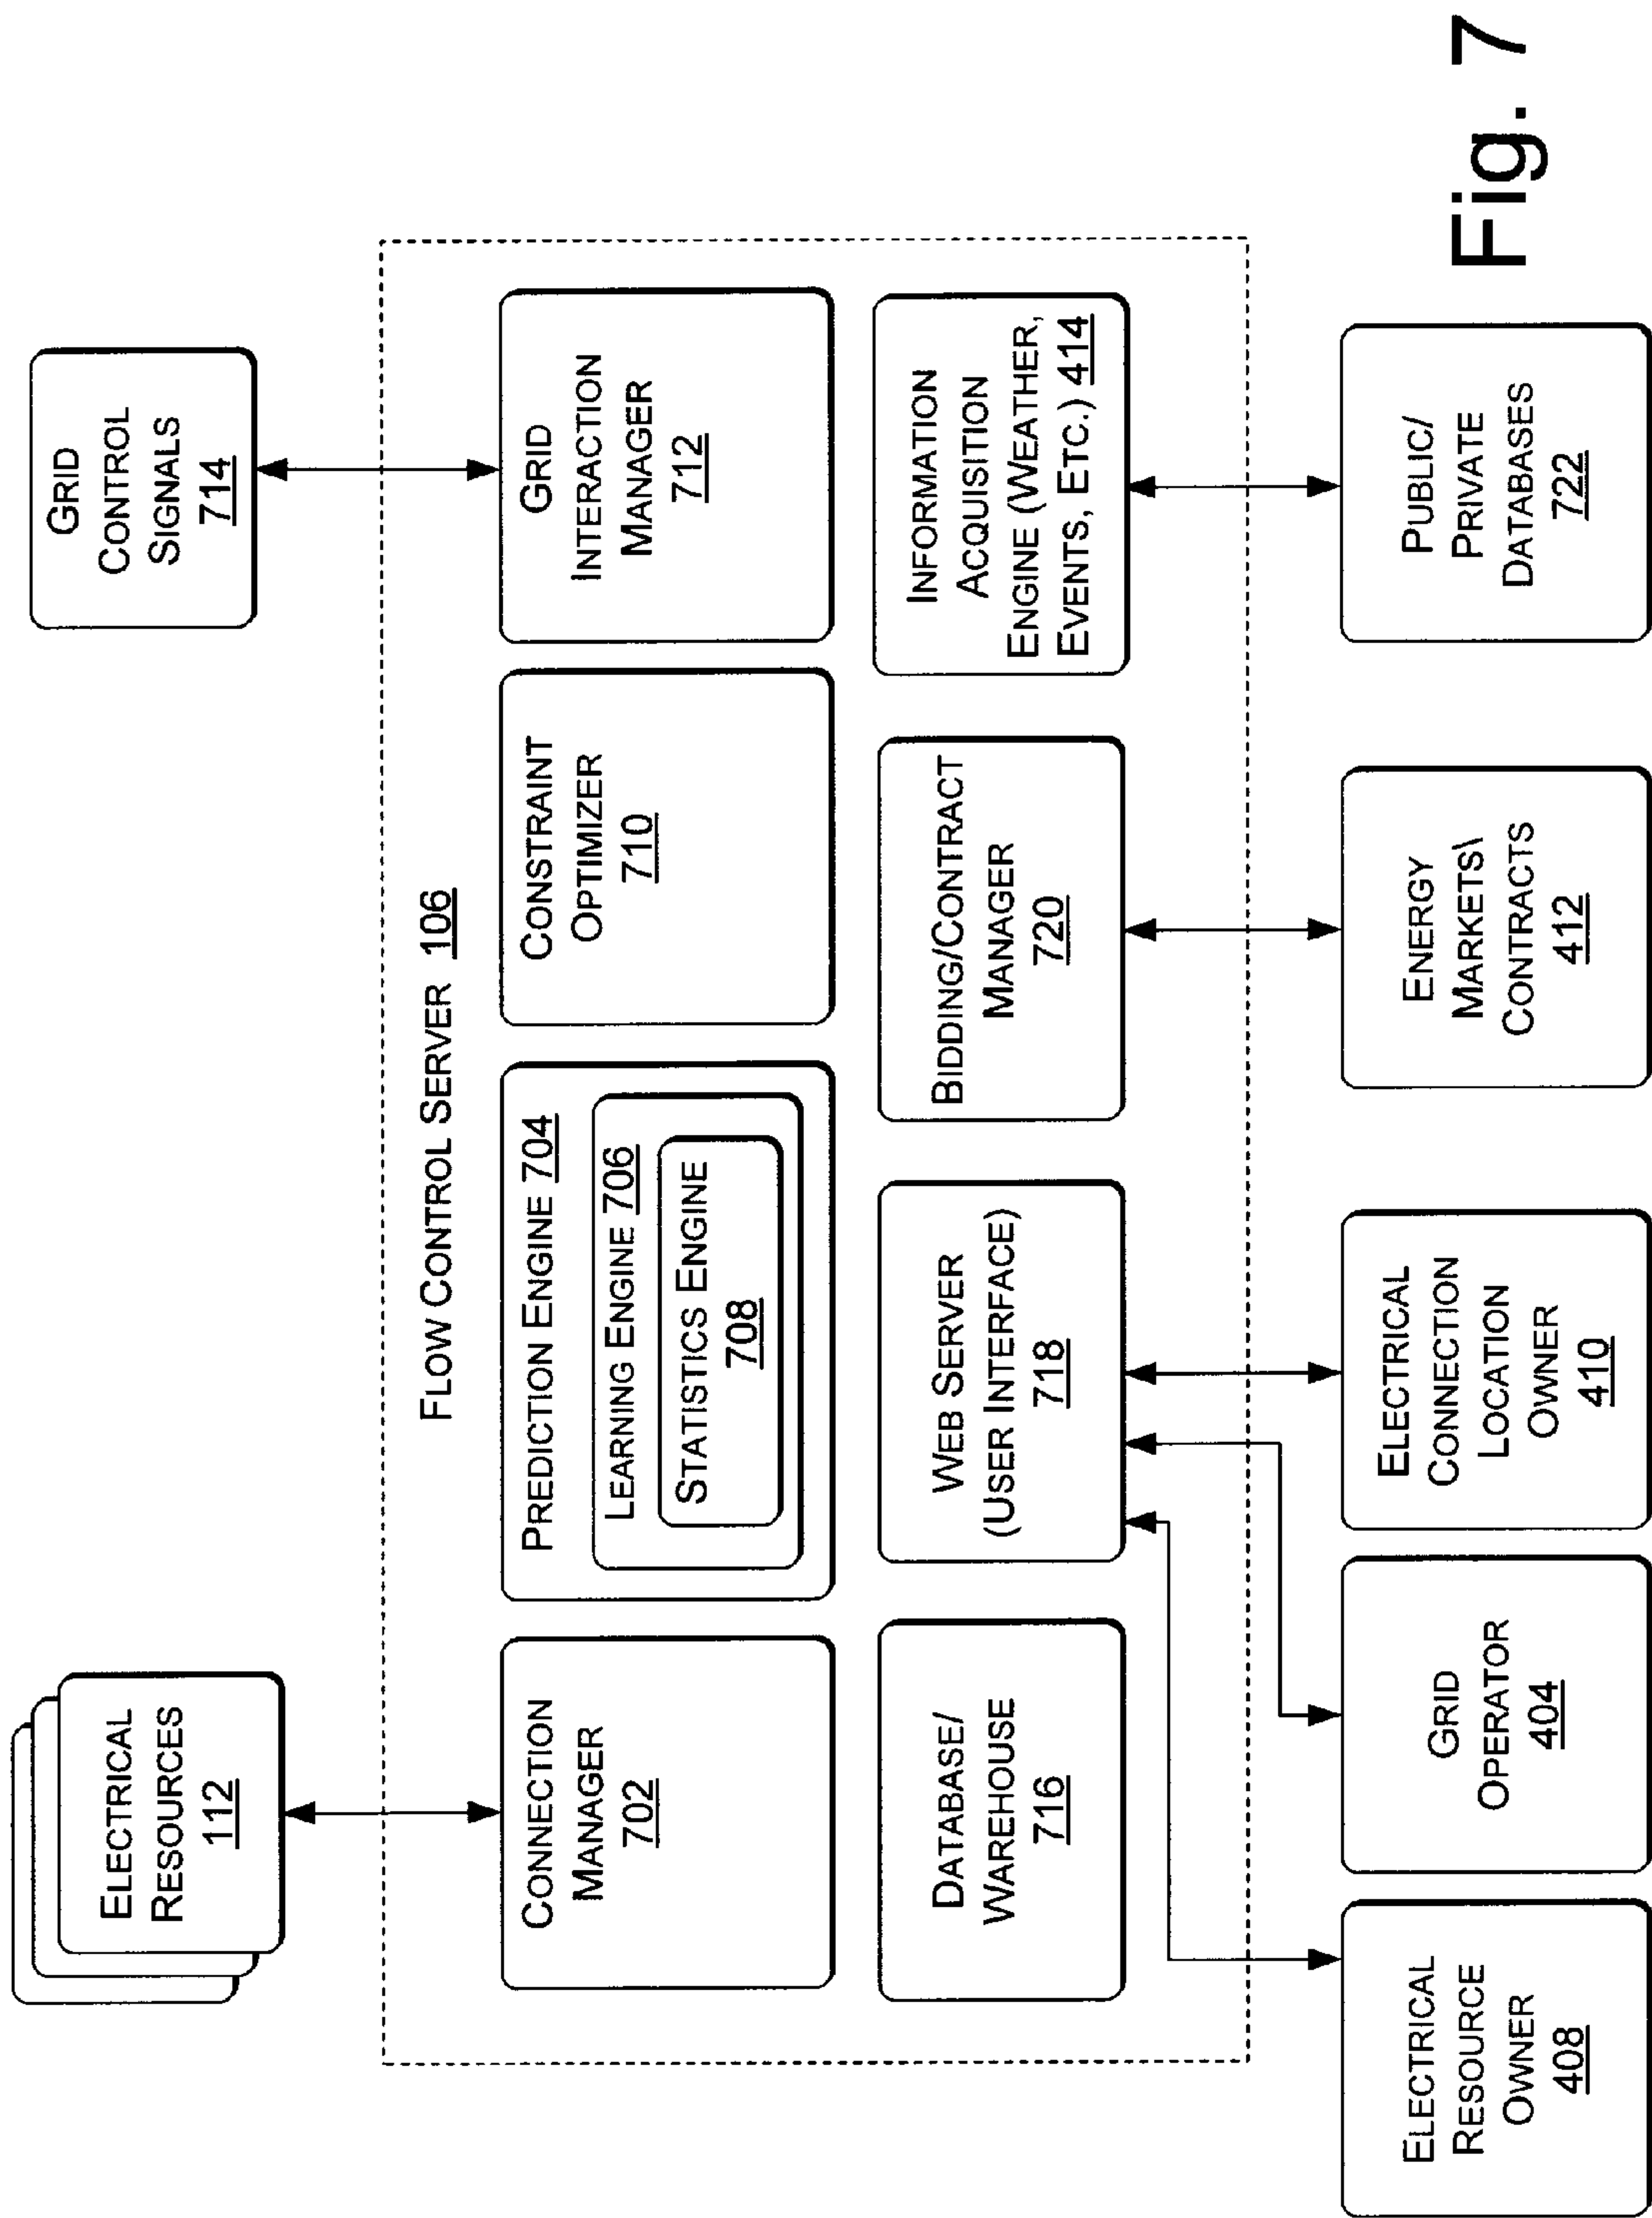 ELECTRICAL
RESOURCES
112
GRID
CONTROL
SIGNALS
714
FLOW CONTROL SERVER 106
CONNECTION
MANAGER
702
PREDICTION ENGINE 704
LEARNING ENGINE 706
STATISTICS ENGINE
708
CONSTRAINT
OPTIMIZER
710
GRID
INTERACTION
MANAGER
712
DATABASE/
WAREHOUSE
716
WEB SERVER
(USER INTERFACE)
718
BIDDING/CONTRACT
MANAGER
720
INFORMATION
ACQUISITION
ENGINE (WEATHER,
EVENTS, ETC.) 414
ELECTRICAL
RESOURCE
OWNER
408
GRID
OPERATOR
404
ELECTRICAL
CONNECTION
LOCATION
OWNER
410
ENERGY
MARKETS\
CONTRACTS
412
PUBLIC/
PRIVATE
DATABASES
722
Fig. 7